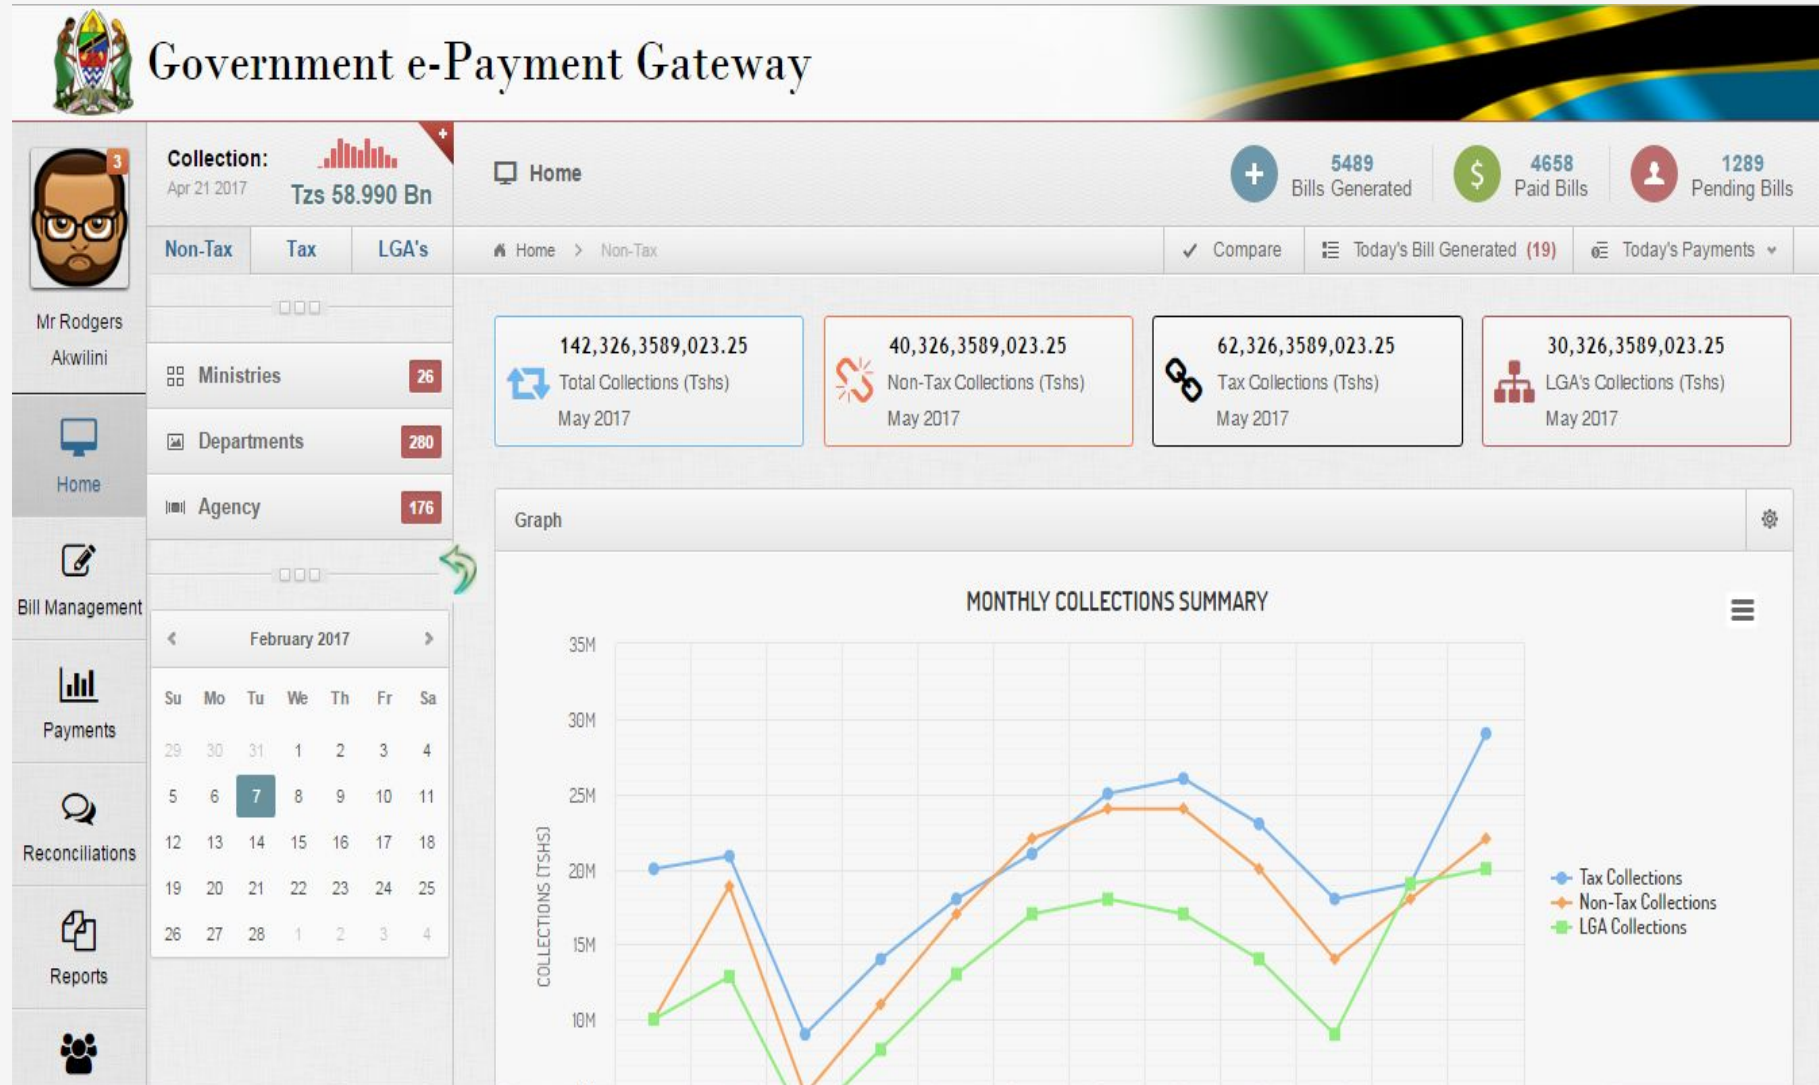 Government e-Payment Gateway
3
Mr Rodgers
Akwilini
Home
Bill Management
Payments
Reconciliations
Reports
Collection:
Apr 21 2017
Tzs 58.990 Bn
Non-Tax Tax LGA's
Ministries 26
Departments 280
Agency 176
February 2017
Su Mo Tu We Th Fr Sa
29 30 31 1 2 3 4
5 6 7 8 9 10 11
12 13 14 15 16 17 18
19 20 21 22 23 24 25
26 27 28 1 2 3 4
Home
5489
Bills Generated
4658
Paid Bills
1289
Pending Bills
Home > Non-Tax
Compare
Today's Bill Generated (19)
Today's Payments
142,326,3589,023.25
Total Collections (Tshs)
May 2017
40,326,3589,023.25
Non-Tax Collections (Tshs)
May 2017
62,326,3589,023.25
Tax Collections (Tshs)
May 2017
30,326,3589,023.25
LGA's Collections (Tshs)
May 2017
Graph
MONTHLY COLLECTIONS SUMMARY
COLLECTIONS (TSHS)
35M
30M
25M
20M
15M
10M
Tax Collections
Non-Tax Collections
LGA Collections